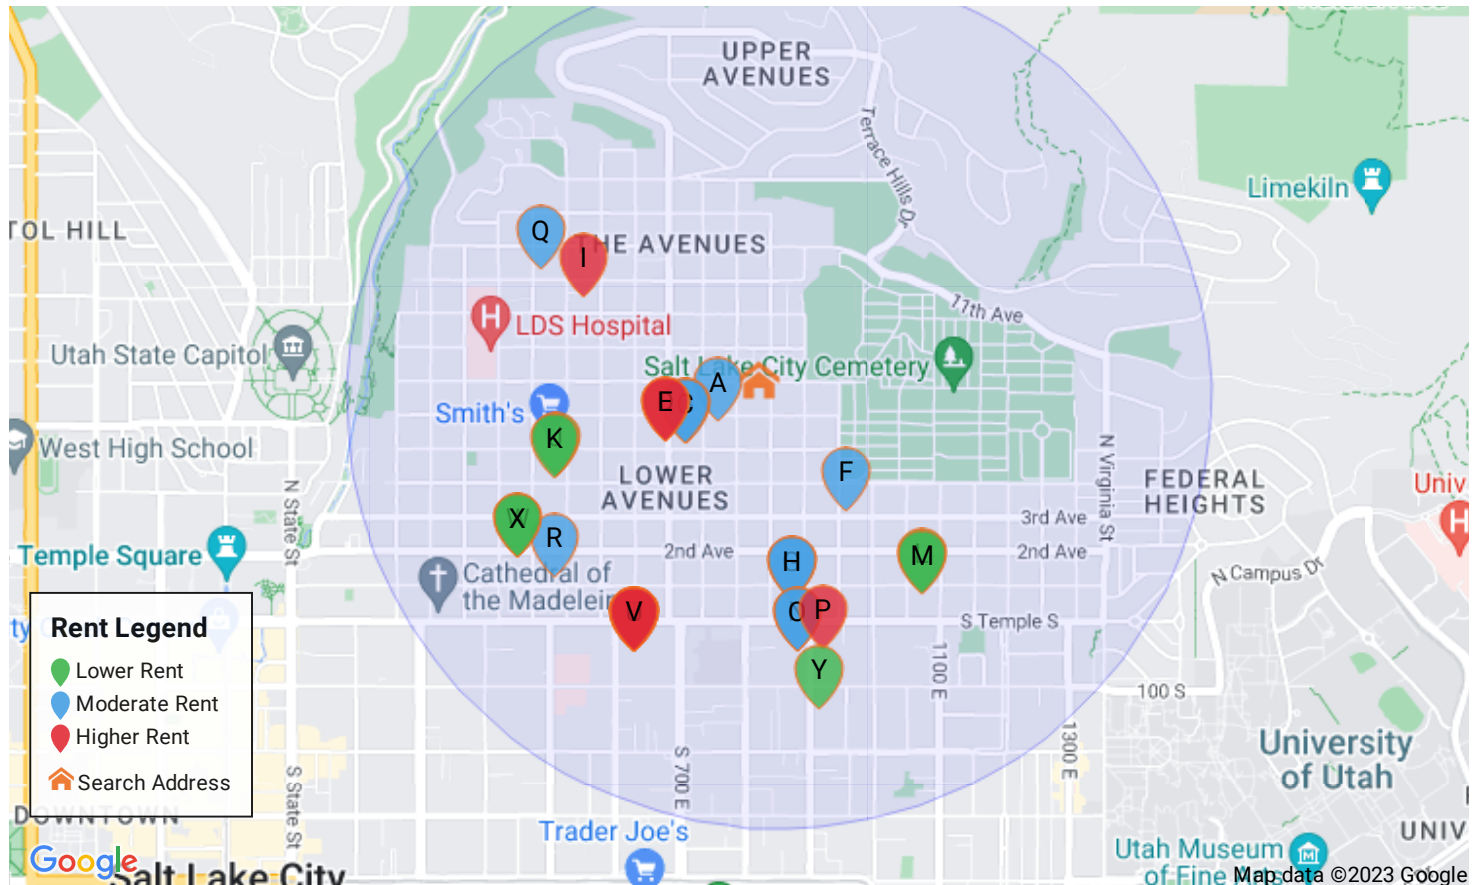 UPPER
AVENUES
Terrace Hills Dr
Limekiln
TOL HILL
Q
I
THE AVENUES
11th Ave
H
LDS Hospital
Utah State Capitol
Salt Lake City Cemetery
A
E
C
Smith's
K
West High School
N State St
LOWER
AVENUES
F
N Virginia St
FEDERAL
HEIGHTS
Univ
H
X
R
3rd Ave
2nd Ave
2nd Ave
H
M
Temple Square
Cathedral of
the Madelein
N Campus Dr
V
P
S Temple S
Y
1100 E
100 S
Rent Legend
Lower Rent
Moderate Rent
Higher Rent
Search Address
S 700 E
1300 E
University
of Utah
S State St
DOWNTOWN
Trader Joe's
UNIV
Utah Museum
of Fine Arts
Google
Salt Lake City
Map data ©2023 Google